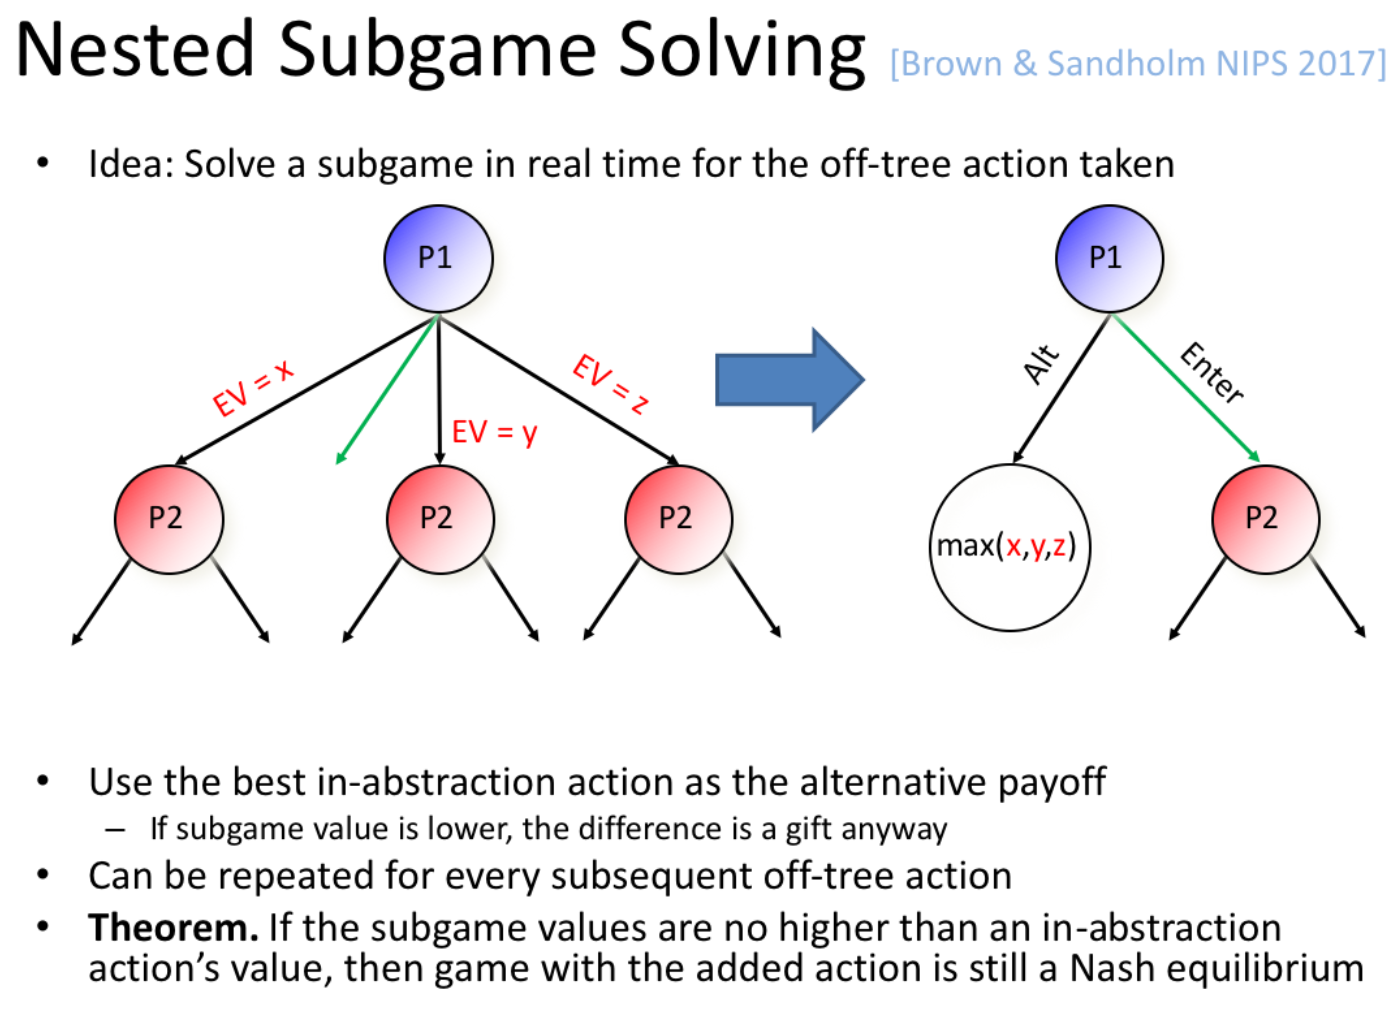 Nested Subgame Solving [Brown & Sandholm NIPS 2017]
• Idea: Solve a subgame in real time for the off-tree action taken
P1
P1
EV = x
EV = y
EV = z
Alt
Enter
P2
P2
P2
max(x,y,z)
P2
• Use the best in-abstraction action as the alternative payoff
– If subgame value is lower, the difference is a gift anyway
• Can be repeated for every subsequent off-tree action
• Theorem. If the subgame values are no higher than an in-abstraction
action’s value, then game with the added action is still a Nash equilibrium